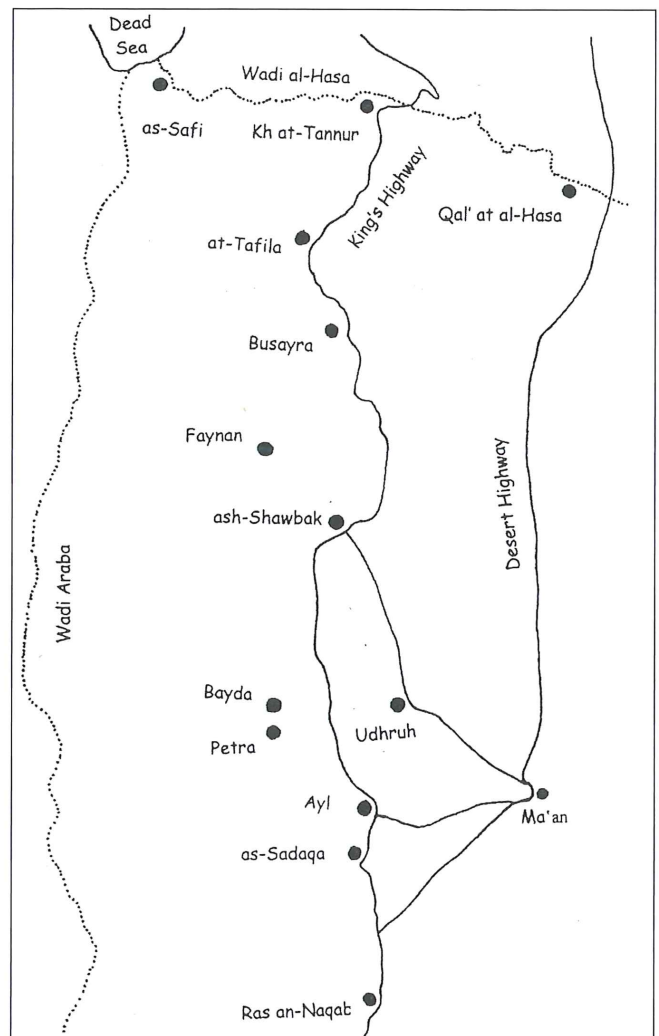 Dead
Sea
Wadi al-Hasa
as-Safi
Kh at-Tannur
King's Highway
Qal' at al-Hasa
at-Tafila
Busayra
Faynan
Desert Highway
ash-Shawbak
Wadi Araba
Bayda
Udhruh
Petra
Ayl
Ma'an
as-Sadaqa
Ras an-Naqab